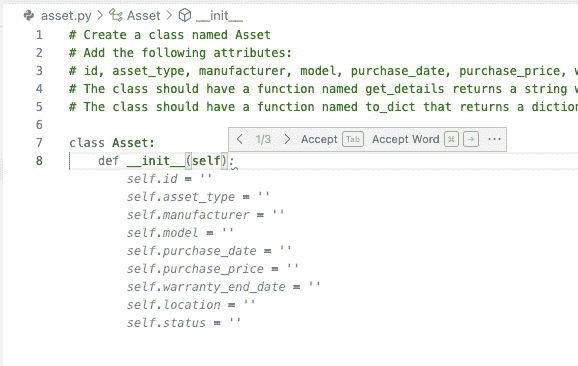 asset.py > Asset > __init__
1 # Create a class named Asset
2 # Add the following attributes:
3 # id, asset_type, manufacturer, model, purchase_date, purchase_price, w
4 # The class should have a function named get_details returns a string w
5 # The class should have a function named to_dict that returns a diction
6
7 class Asset:
< 1/3 > Accept Tab Accept Word ⌘ → ···
8 def __init__(self):
self.id = ''
self.asset_type = ''
self.manufacturer = ''
self.model = ''
self.purchase_date = ''
self.purchase_price = ''
self.warranty_end_date = ''
self.location = ''
self.status = ''